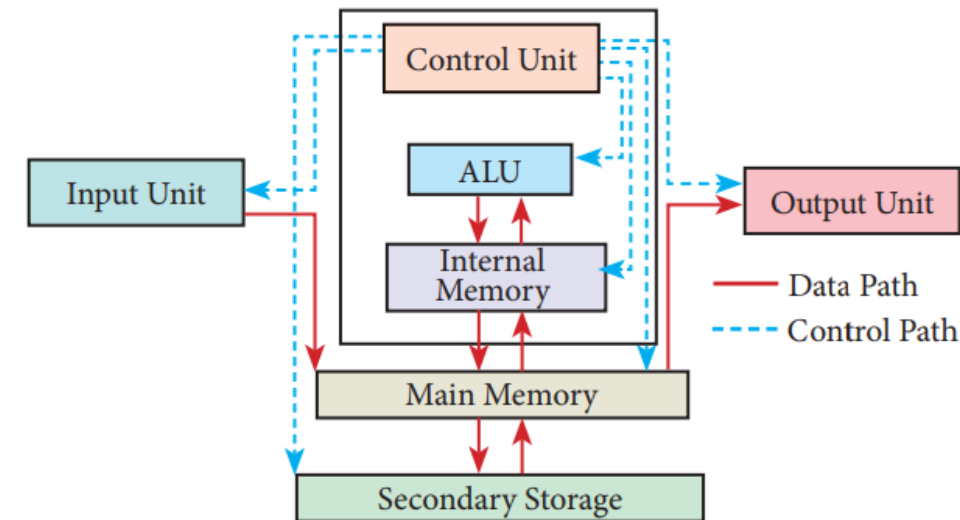 Control Unit
ALU
Input Unit
Output Unit
Internal
Memory
Data Path
Control Path
Main Memory
Secondary Storage